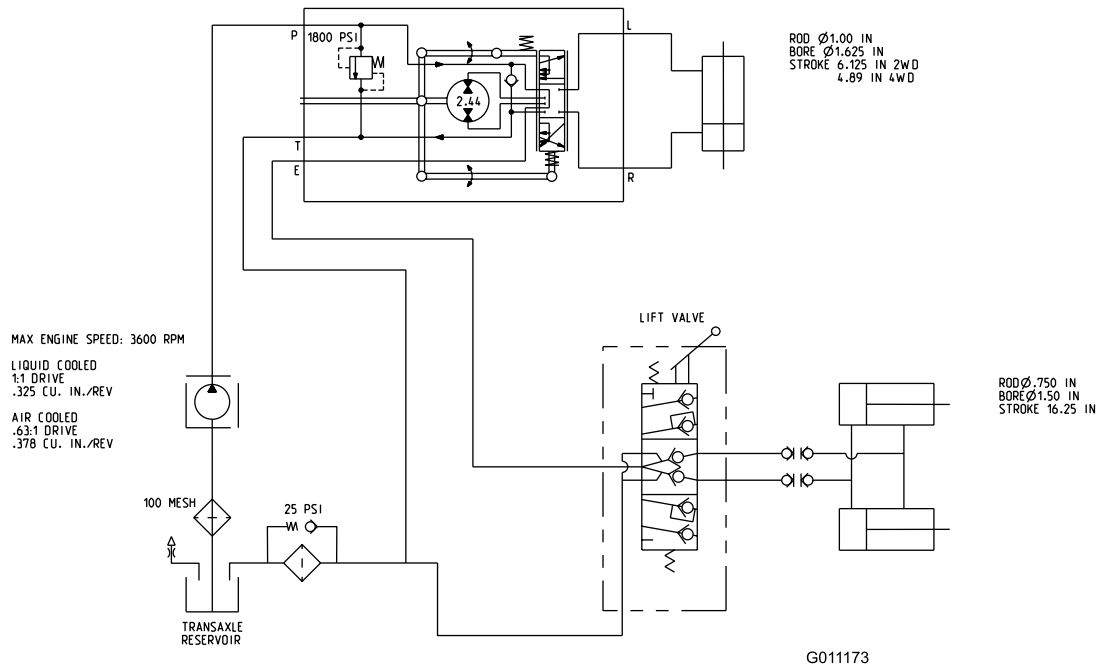 P
1800 PSI
L
ROD Ø1.00 IN
BORE Ø1.625 IN
STROKE 6.125 IN 2WD
4.89 IN 4WD
2.44
T
E
R
LIFT VALVE
MAX ENGINE SPEED: 3600 RPM
LIQUID COOLED
1:1 DRIVE
.325 CU. IN./REV
AIR COOLED
.63:1 DRIVE
.378 CU. IN./REV
RODØ.750 IN
BOREØ1.50 IN
STROKE 16.25 IN
100 MESH
25 PSI
TRANSAXLE
RESERVOIR
G011173